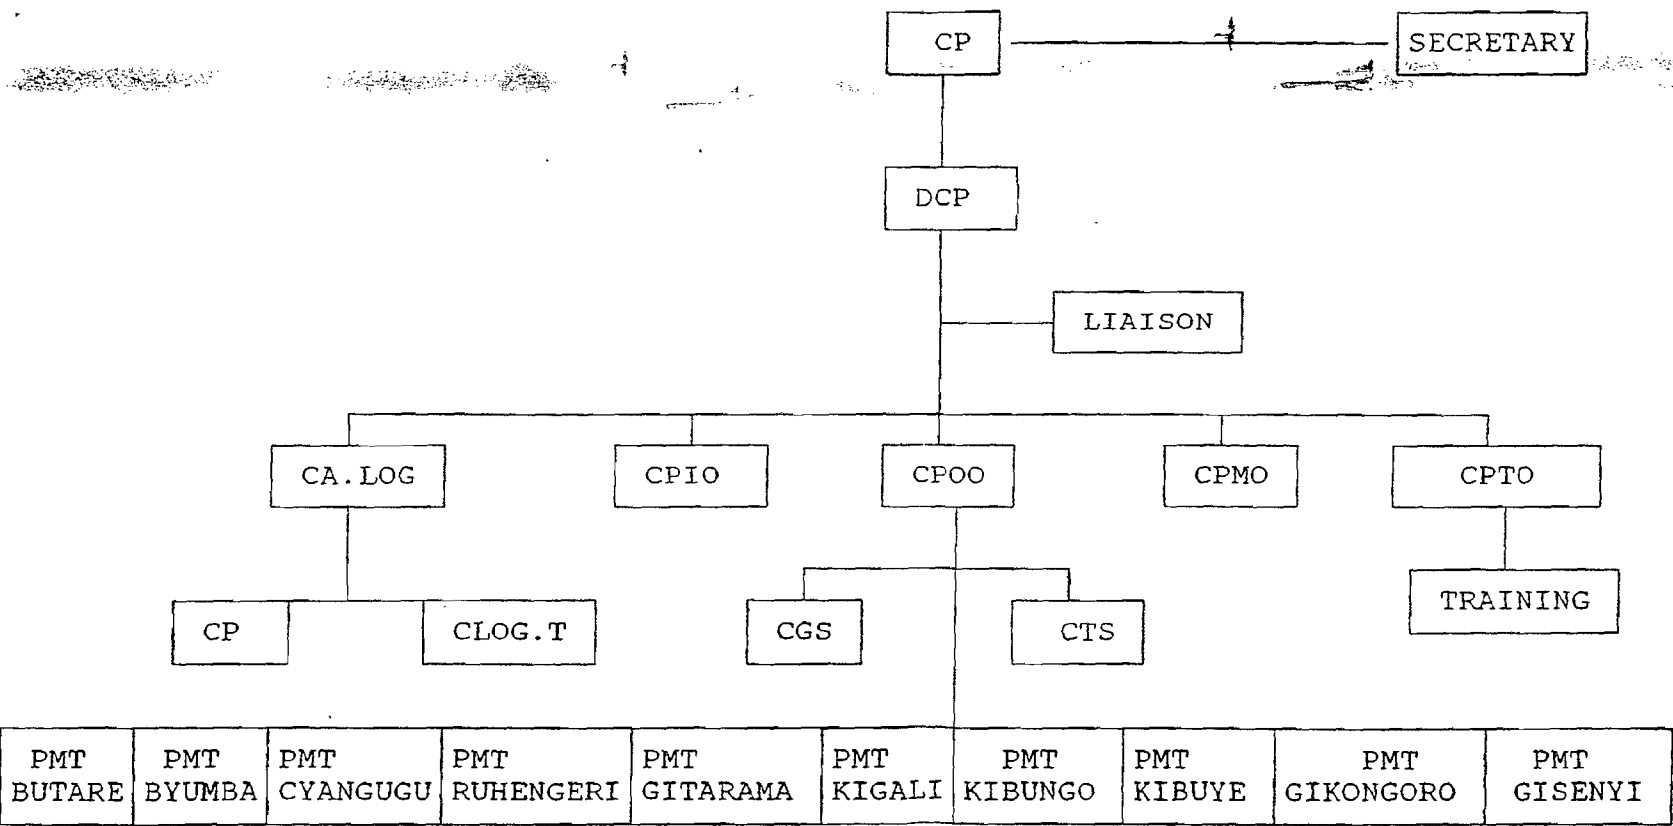 CP
SECRETARY
DCP
LIAISON
CA.LOG
CPIO
CPOO
CPMO
CPTO
CP
CLOG.T
CGS
CTS
TRAINING
PMT
BUTARE
PMT
BYUMBA
PMT
CYANGUGU
PMT
RUHENGERI
PMT
GITARAMA
PMT
KIGALI
PMT
KIBUNGO
PMT
KIBUYE
PMT
GIKONGORO
PMT
GISENYI